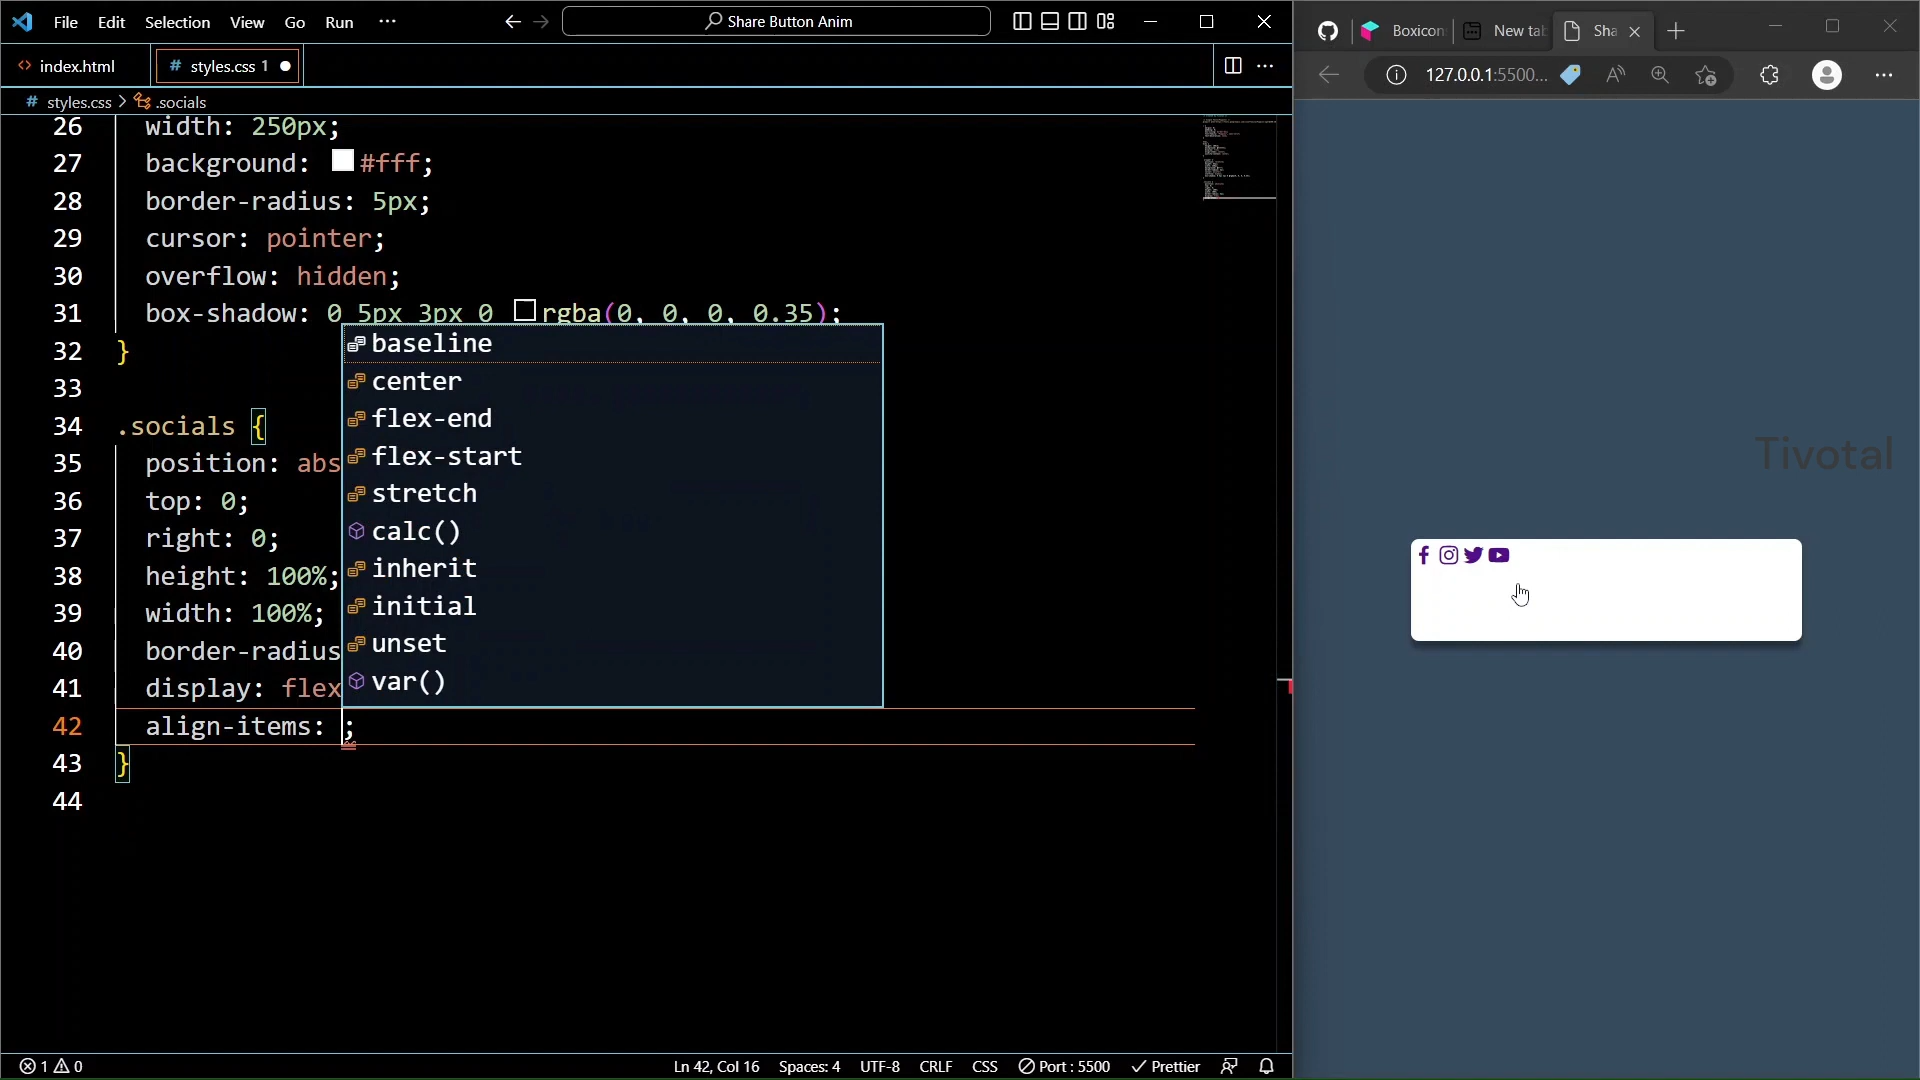 File Edit Selection View Go Run ··· Share Button Anim
index.html # styles.css 1
# styles.css > .socials
26 width: 250px;
27 background: #fff;
28 border-radius: 5px;
29 cursor: pointer;
30 overflow: hidden;
31 box-shadow: 0 5px 3px 0 rgba(0, 0, 0, 0.35);
32 }
33
34 .socials {
35 position: abs
36 top: 0;
37 right: 0;
38 height: 100%;
39 width: 100%;
40 border-radius
41 display: flex
42 align-items: ;
43 }
44
baseline
center
flex-end
flex-start
stretch
calc()
inherit
initial
unset
var()
1 0 Ln 42, Col 16 Spaces: 4 UTF-8 CRLF CSS Port : 5500 Prettier
Boxicon New tab Sha
127.0.0.1:5500...
Tivotal